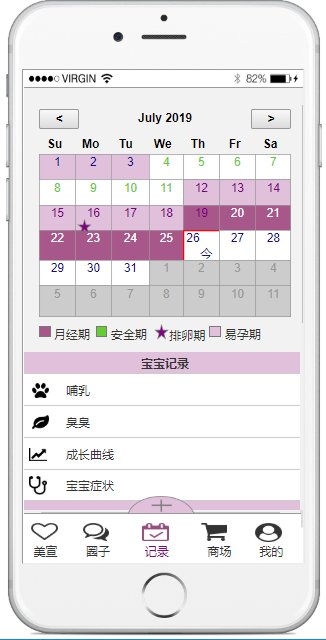 VIRGIN 82%
< July 2019 >
Su Mo Tu We Th Fr Sa
1 2 3 4 5 6 7
8 9 10 11 12 13 14
15 16 17 18 19 20 21
22 23 24 25 26 27 28
今
29 30 31 1 2 3 4
5 6 7 8 9 10 11
月经期 安全期 排卵期 易孕期
宝宝记录
哺乳
臭臭
成长曲线
宝宝症状
美宣 圈子 记录 商场 我的